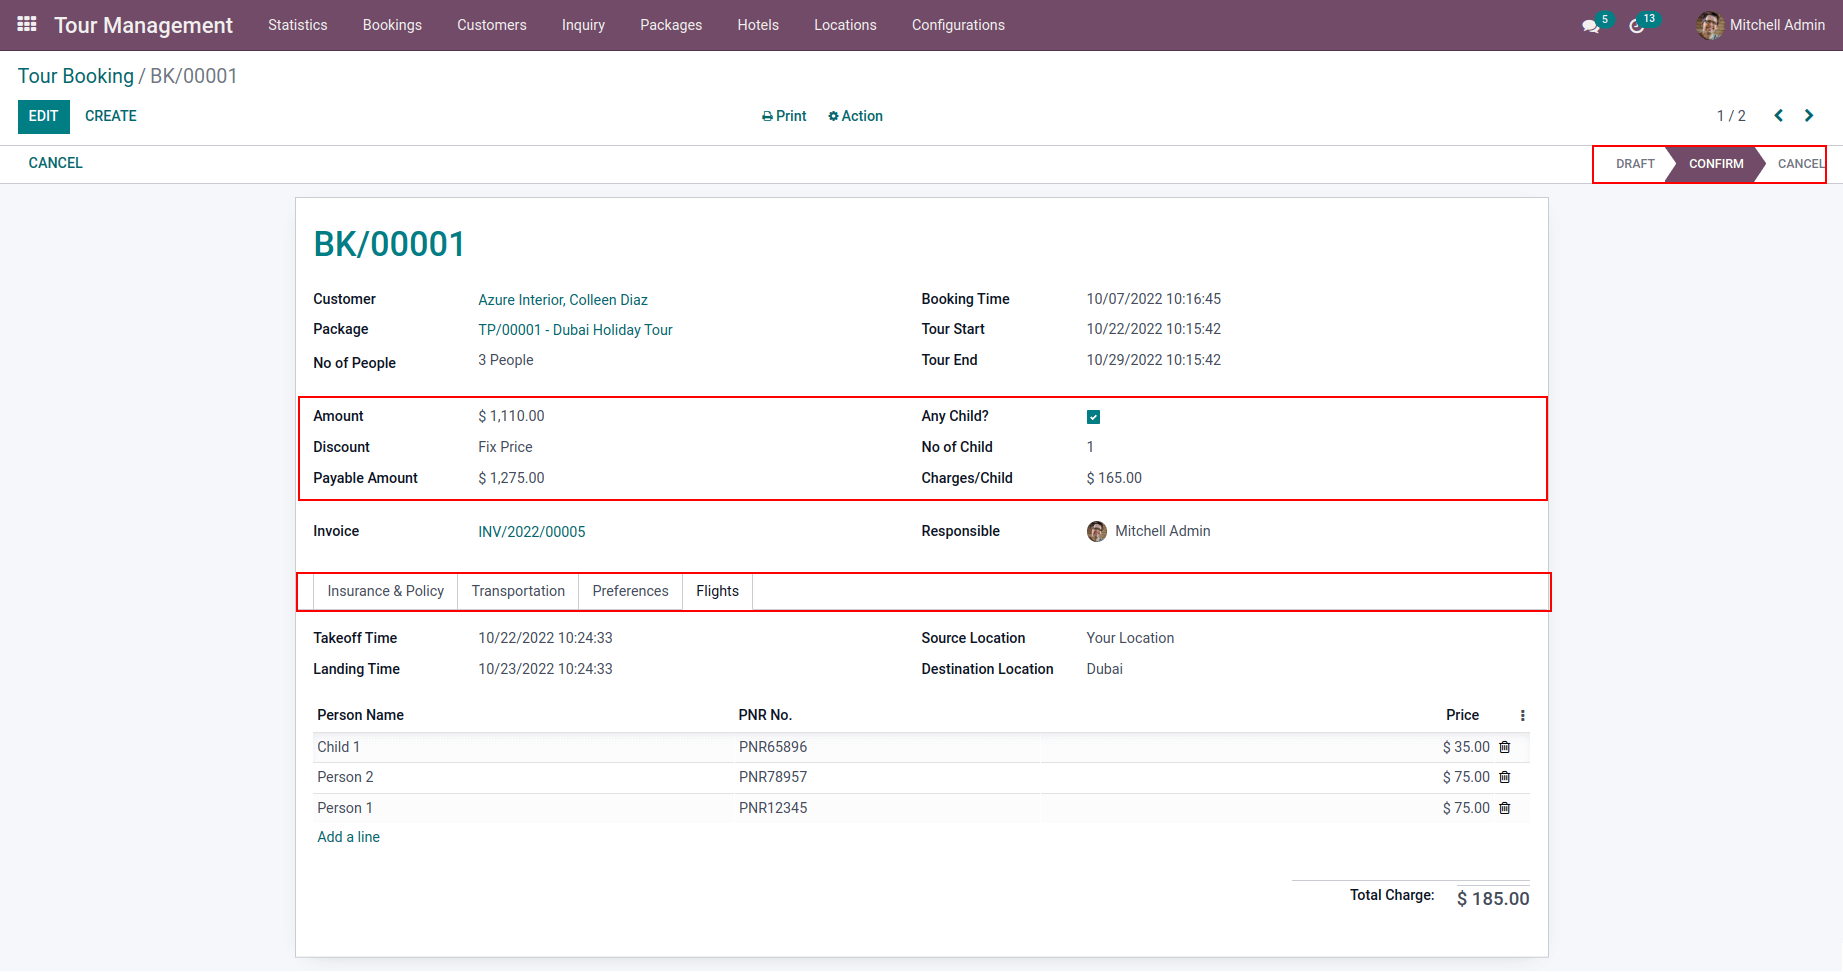 Tour Management Statistics Bookings Customers Inquiry Packages Hotels Locations Configurations 5 13 Mitchell Admin
Tour Booking / BK/00001
EDIT CREATE Print Action 1 / 2
CANCEL DRAFT CONFIRM CANCEL
BK/00001
Customer Azure Interior, Colleen Diaz Booking Time 10/07/2022 10:16:45
Package TP/00001 - Dubai Holiday Tour Tour Start 10/22/2022 10:15:42
No of People 3 People Tour End 10/29/2022 10:15:42
Amount $ 1,110.00 Any Child?
Discount Fix Price No of Child 1
Payable Amount $ 1,275.00 Charges/Child $ 165.00
Invoice INV/2022/00005 Responsible Mitchell Admin
Insurance & Policy Transportation Preferences Flights
Takeoff Time 10/22/2022 10:24:33 Source Location Your Location
Landing Time 10/23/2022 10:24:33 Destination Location Dubai
Person Name PNR No. Price
Child 1 PNR65896 $ 35.00
Person 2 PNR78957 $ 75.00
Person 1 PNR12345 $ 75.00
Add a line
Total Charge: $ 185.00